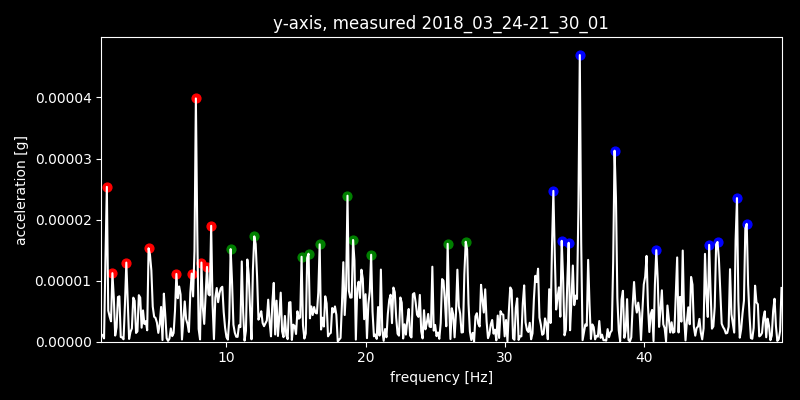 y-axis, measured 2018_03_24-21_30_01
acceleration [g]
0.00004
0.00003
0.00002
0.00001
0.00000
10 20 30 40
frequency [Hz]